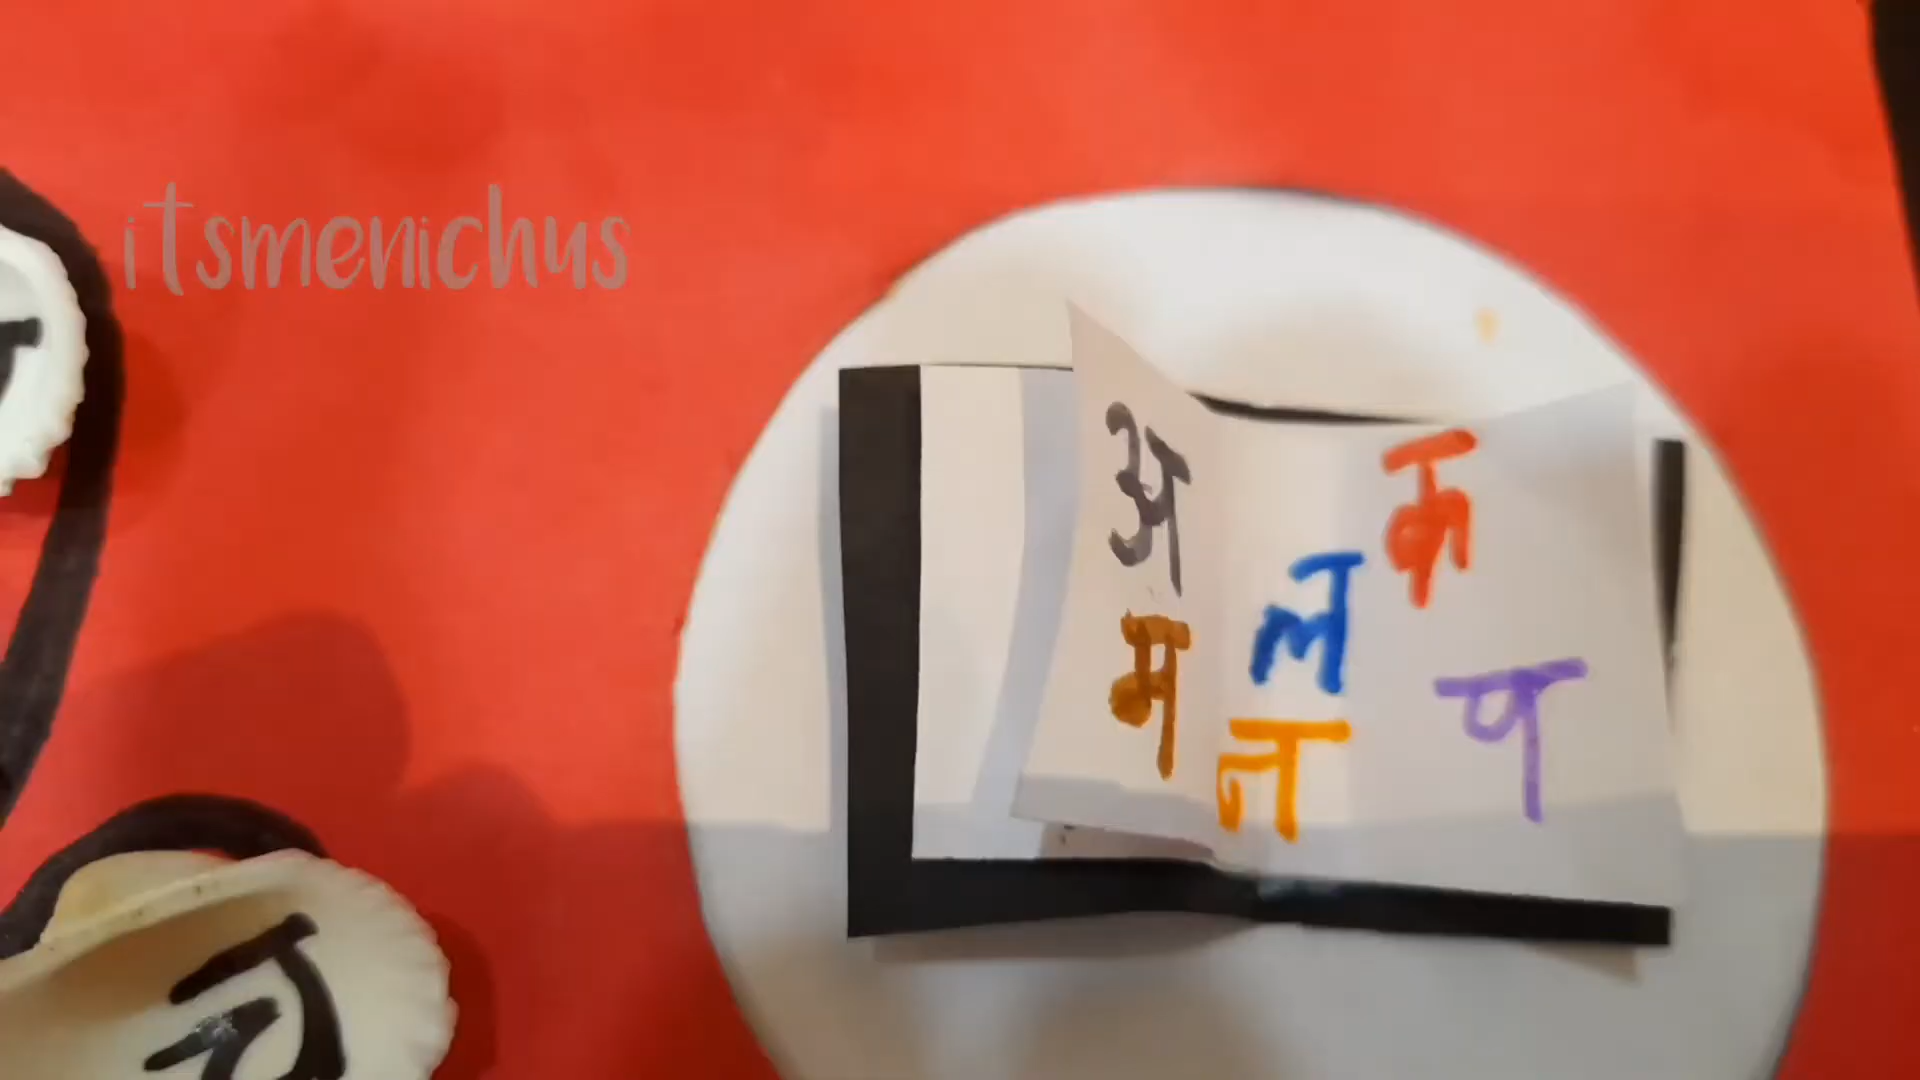 itsmenichus
अ
क
ल
म
न
प
च